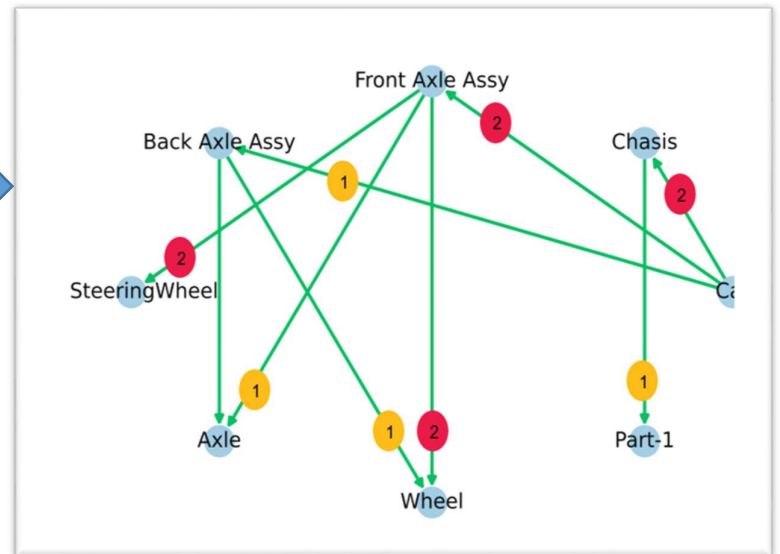 Front Axle Assy
2
Back Axle Assy
Chasis
1
2
2
SteeringWheel
Ca
1
1
1
2
Axle
Part-1
Wheel